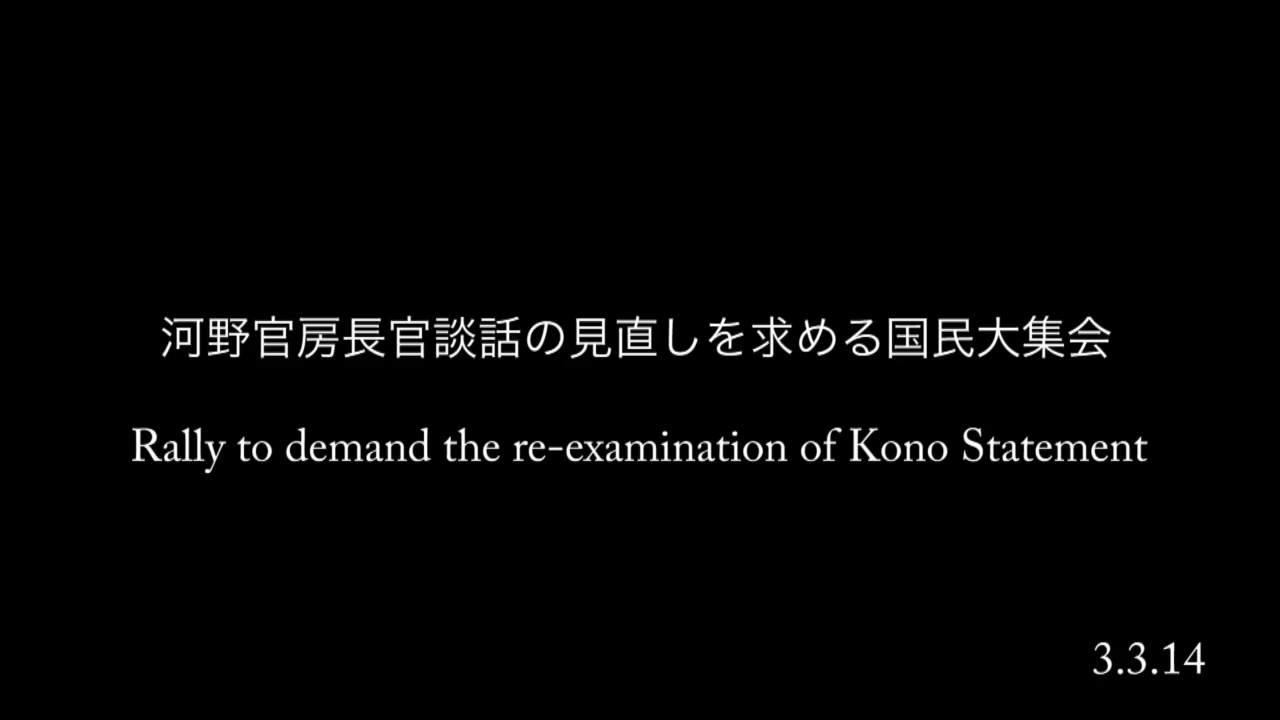 河野官房長官談話の見直しを求める国民大集会
Rally to demand the re-examination of Kono Statement
3.3.14